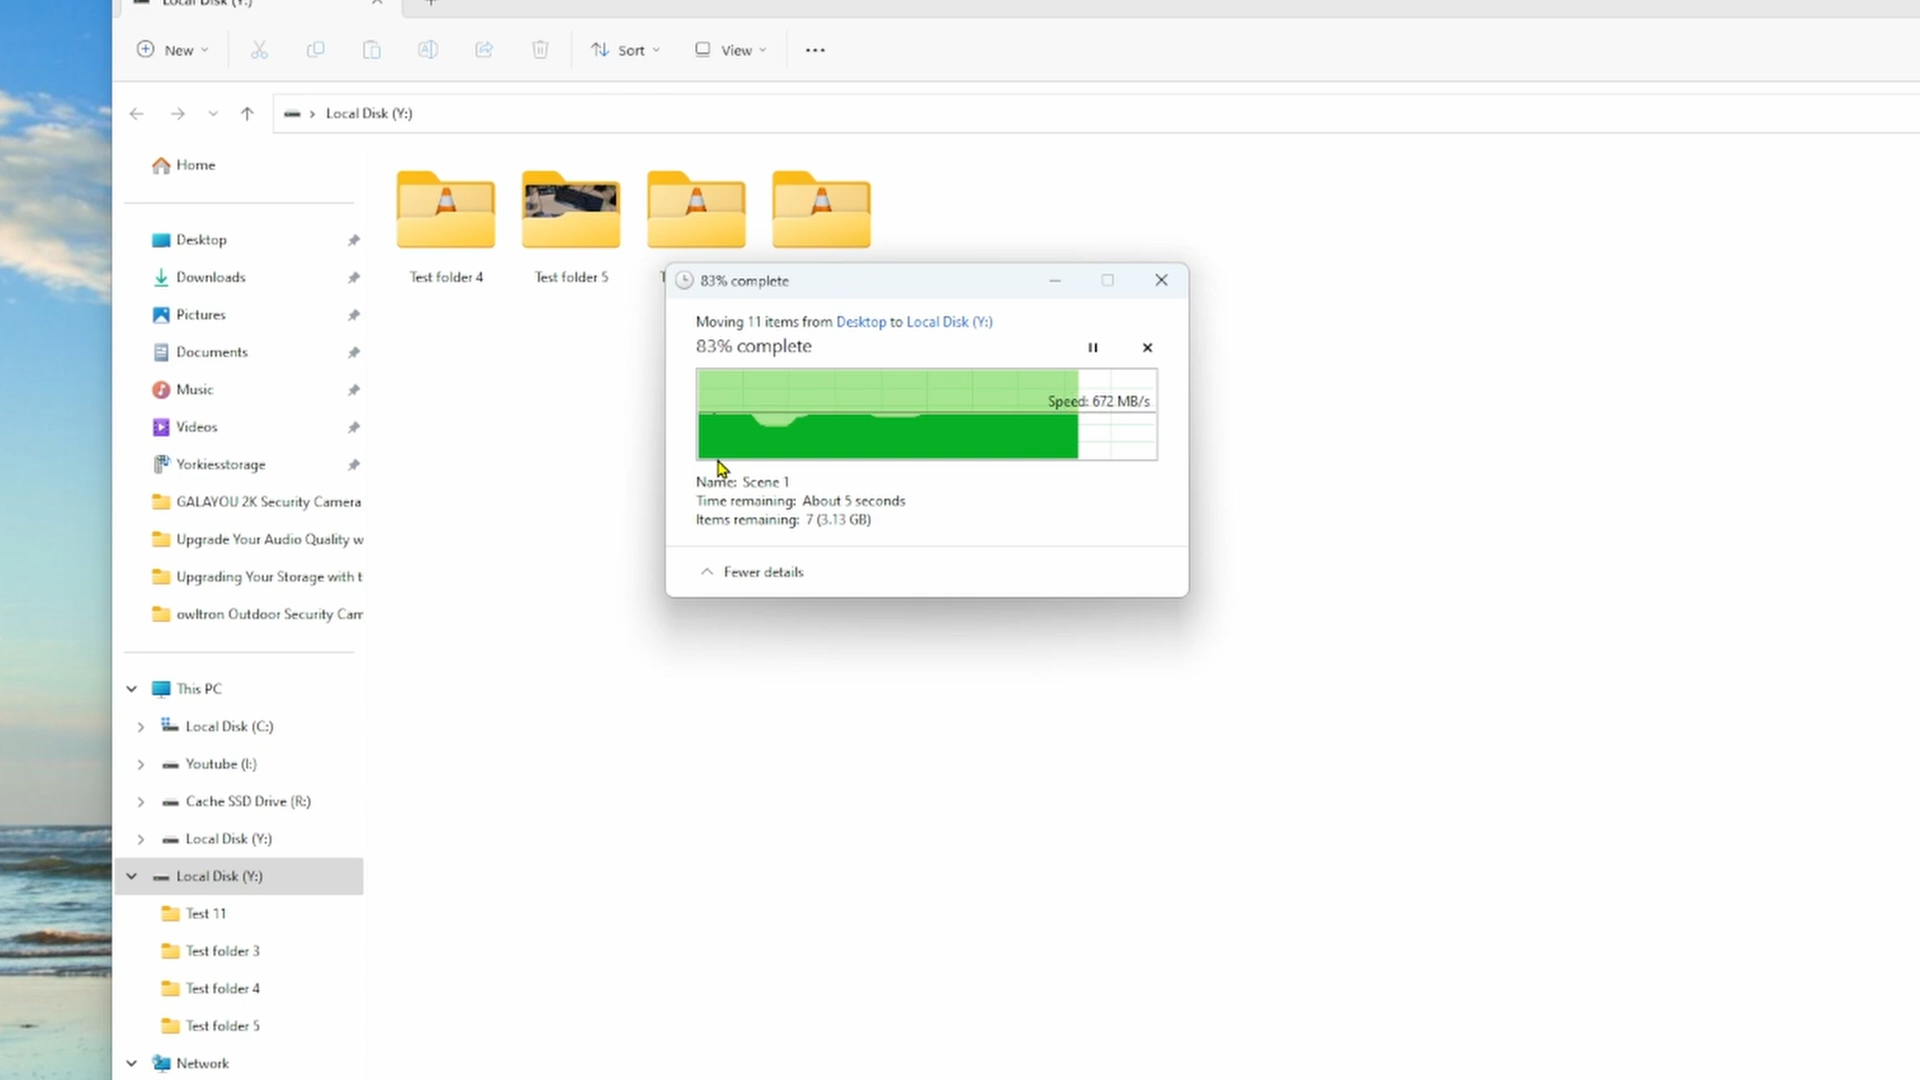 Local Disk (Y:)
New
Sort
View
Local Disk (Y:)
Home
Desktop
Downloads
Pictures
Documents
Music
Videos
Yorkiesstorage
GALAYOU 2K Security Camera
Upgrade Your Audio Quality w
Upgrading Your Storage with t
owltron Outdoor Security Cam
This PC
Local Disk (C:)
Youtube (I:)
Cache SSD Drive (R:)
Local Disk (Y:)
Local Disk (Y:)
Test 11
Test folder 3
Test folder 4
Test folder 5
Network
Test folder 4
Test folder 5
83% complete
Moving 11 items from Desktop to Local Disk (Y:)
83% complete
Speed: 672 MB/s
Name: Scene 1
Time remaining: About 5 seconds
Items remaining: 7 (3.13 GB)
Fewer details